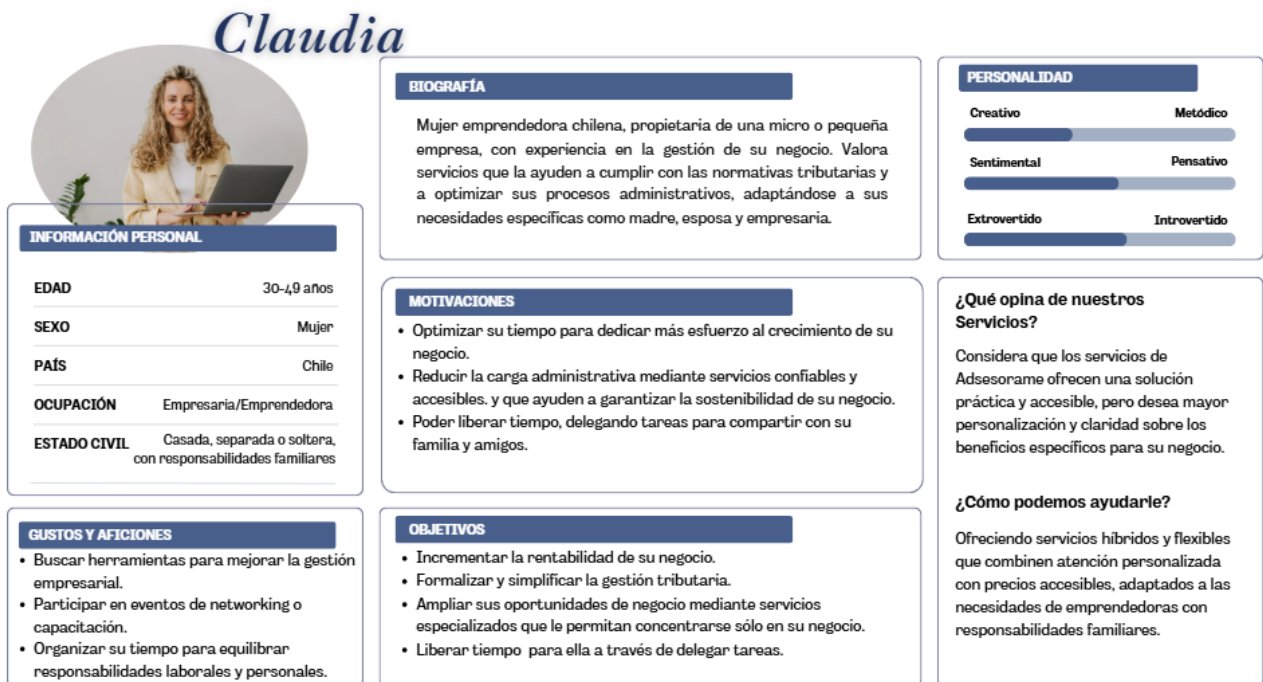 Claudia
INFORMACIÓN PERSONAL
EDAD 30-49 años
SEXO Mujer
PAÍS Chile
OCUPACIÓN Empresaria/Emprendedora
ESTADO CIVIL Casada, separada o soltera,
con responsabilidades familiares
GUSTOS Y AFICIONES
• Buscar herramientas para mejorar la gestión
empresarial.
• Participar en eventos de networking o
capacitación.
• Organizar su tiempo para equilibrar
responsabilidades laborales y personales.
BIOGRAFÍA
Mujer emprendedora chilena, propietaria de una micro o pequeña
empresa, con experiencia en la gestión de su negocio. Valora
servicios que la ayuden a cumplir con las normativas tributarias y
a optimizar sus procesos administrativos, adaptándose a sus
necesidades específicas como madre, esposa y empresaria.
MOTIVACIONES
• Optimizar su tiempo para dedicar más esfuerzo al crecimiento de su
negocio.
• Reducir la carga administrativa mediante servicios confiables y
accesibles. y que ayuden a garantizar la sostenibilidad de su negocio.
• Poder liberar tiempo, delegando tareas para compartir con su
familia y amigos.
OBJETIVOS
• Incrementar la rentabilidad de su negocio.
• Formalizar y simplificar la gestión tributaria.
• Ampliar sus oportunidades de negocio mediante servicios
especializados que le permitan concentrarse sólo en su negocio.
• Liberar tiempo para ella a través de delegar tareas.
PERSONALIDAD
Creativo Metódico
Sentimental Pensativo
Extrovertido Introvertido
¿Qué opina de nuestros
Servicios?
Considera que los servicios de
Adsesorame ofrecen una solución
práctica y accesible, pero desea mayor
personalización y claridad sobre los
beneficios específicos para su negocio.
¿Cómo podemos ayudarle?
Ofreciendo servicios híbridos y flexibles
que combinen atención personalizada
con precios accesibles, adaptados a las
necesidades de emprendedoras con
responsabilidades familiares.